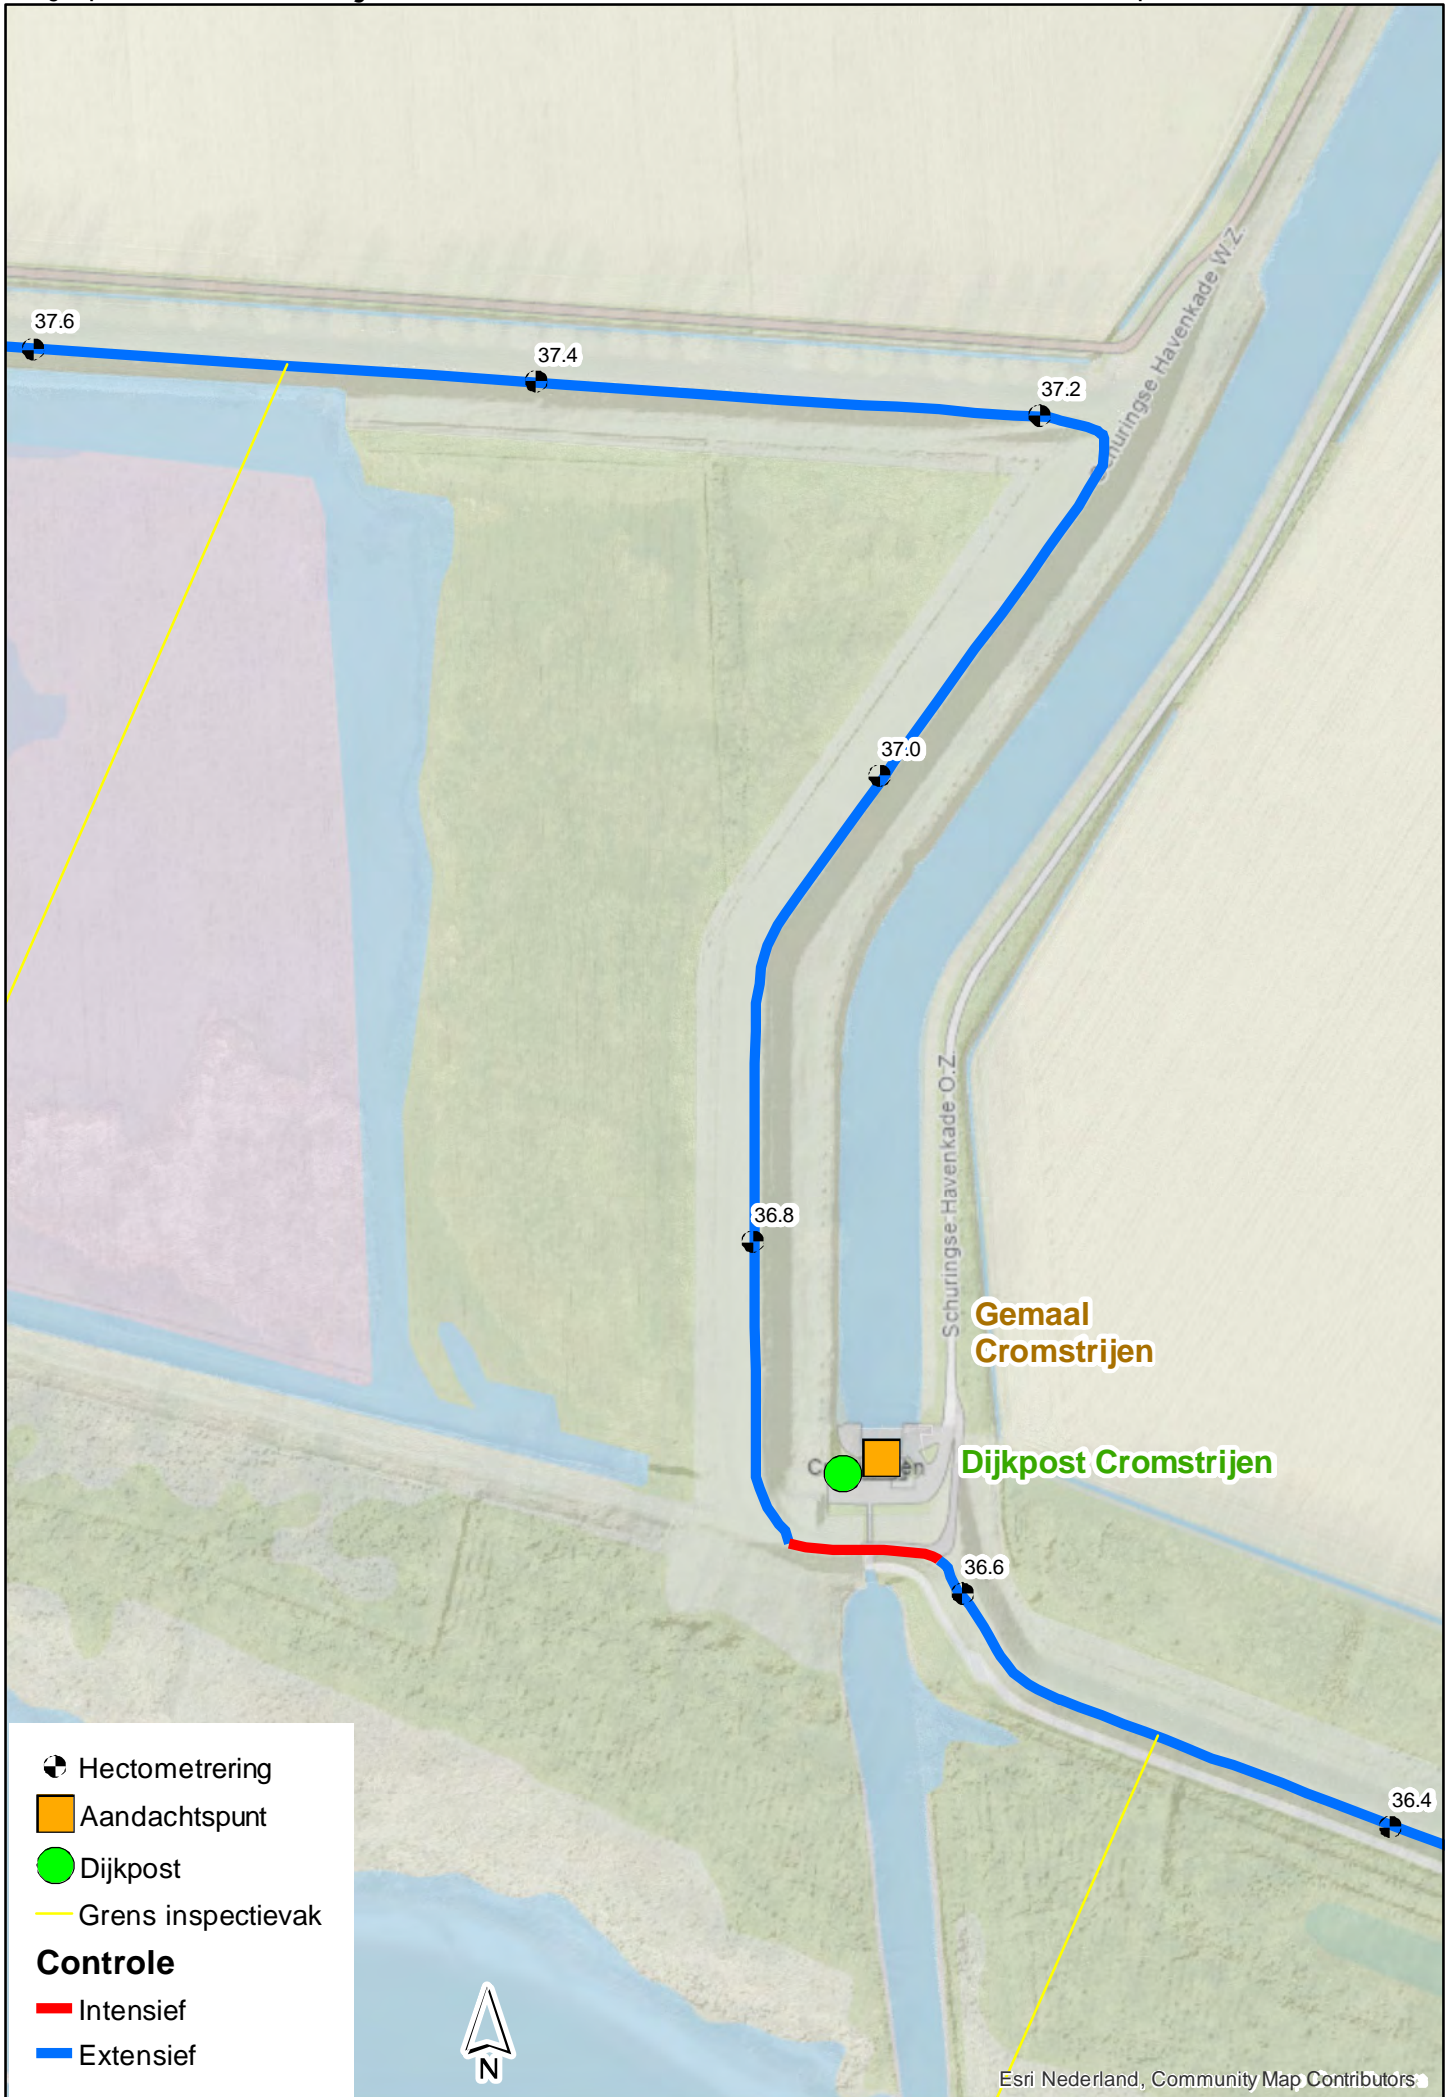 37.6
37.4
37.2
Schuringse Havenkade W.Z.
37.0
36.8
Schuringse Havenkade O.Z.
Gemaal
Cromstrijen
Dijkpost Cromstrijen
36.6
36.4
Hectometrering
Aandachtspunt
Dijkpost
Grens inspectievak
Controle
Intensief
Extensief
N
Esri Nederland, Community Map Contributors